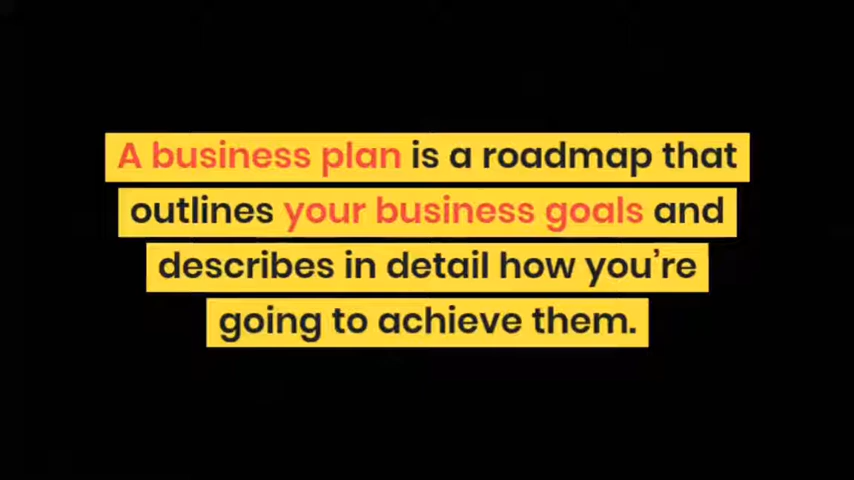 A business plan is a roadmap that
outlines your business goals and
describes in detail how you’re
going to achieve them.